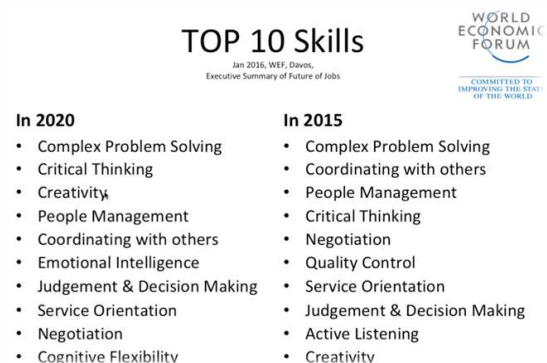 TOP 10 Skills
Jan 2016, WEF, Davos,
Executive Summary of Future of Jobs
WORLD
ECONOMIC
FORUM
COMMITTED TO
IMPROVING THE STATE
OF THE WORLD
In 2020
• Complex Problem Solving
• Critical Thinking
• Creativity
• People Management
• Coordinating with others
• Emotional Intelligence
• Judgement & Decision Making
• Service Orientation
• Negotiation
• Cognitive Flexibility
In 2015
• Complex Problem Solving
• Coordinating with others
• People Management
• Critical Thinking
• Negotiation
• Quality Control
• Service Orientation
• Judgement & Decision Making
• Active Listening
• Creativity